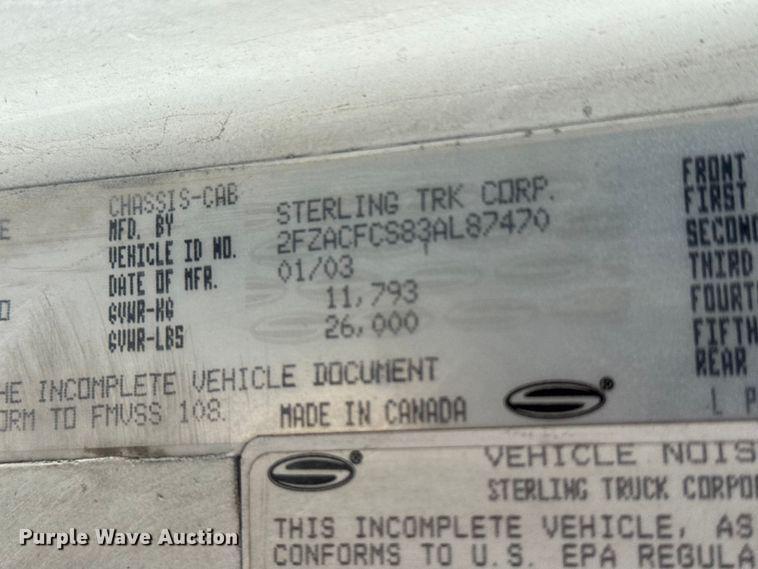 CHASSIS-CAB
MFD. BY STERLING TRK CORP.
VEHICLE ID NO. 2FZACFCS83AL87470
DATE OF MFR. 01/03
GVWR-KG 11,793
GVWR-LBS 26,000
HE INCOMPLETE VEHICLE DOCUMENT
ORM TO FMVSS 108. MADE IN CANADA
FRONT
FIRST
SECOND
THIRD
FOURTH
FIFTH
REAR
L P
VEHICLE NOIS
STERLING TRUCK CORPO
THIS INCOMPLETE VEHICLE, AS
CONFORMS TO U.S. EPA REGULA
Purple Wave Auction